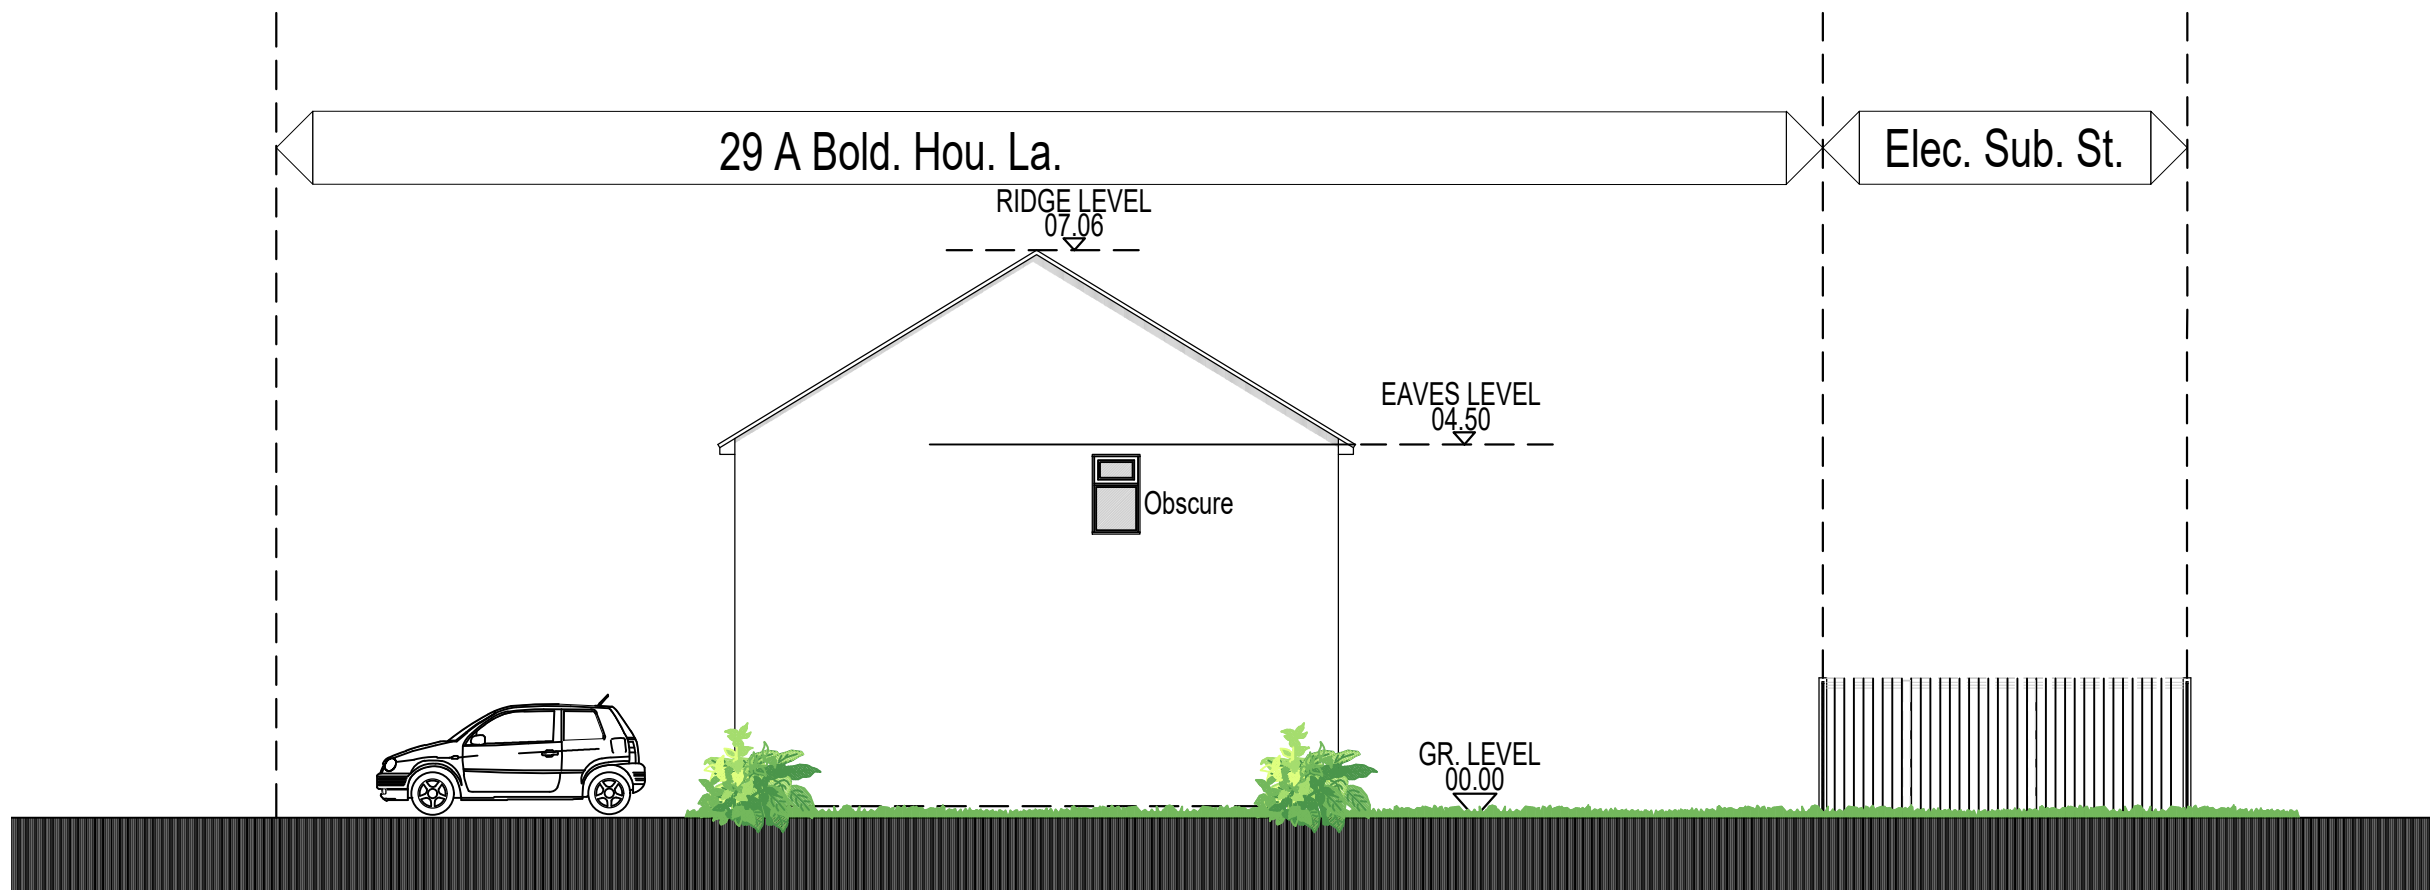 29 A Bold. Hou. La.
Elec. Sub. St.
RIDGE LEVEL
07.06
EAVES LEVEL
04.50
Obscure
GR. LEVEL
00.00